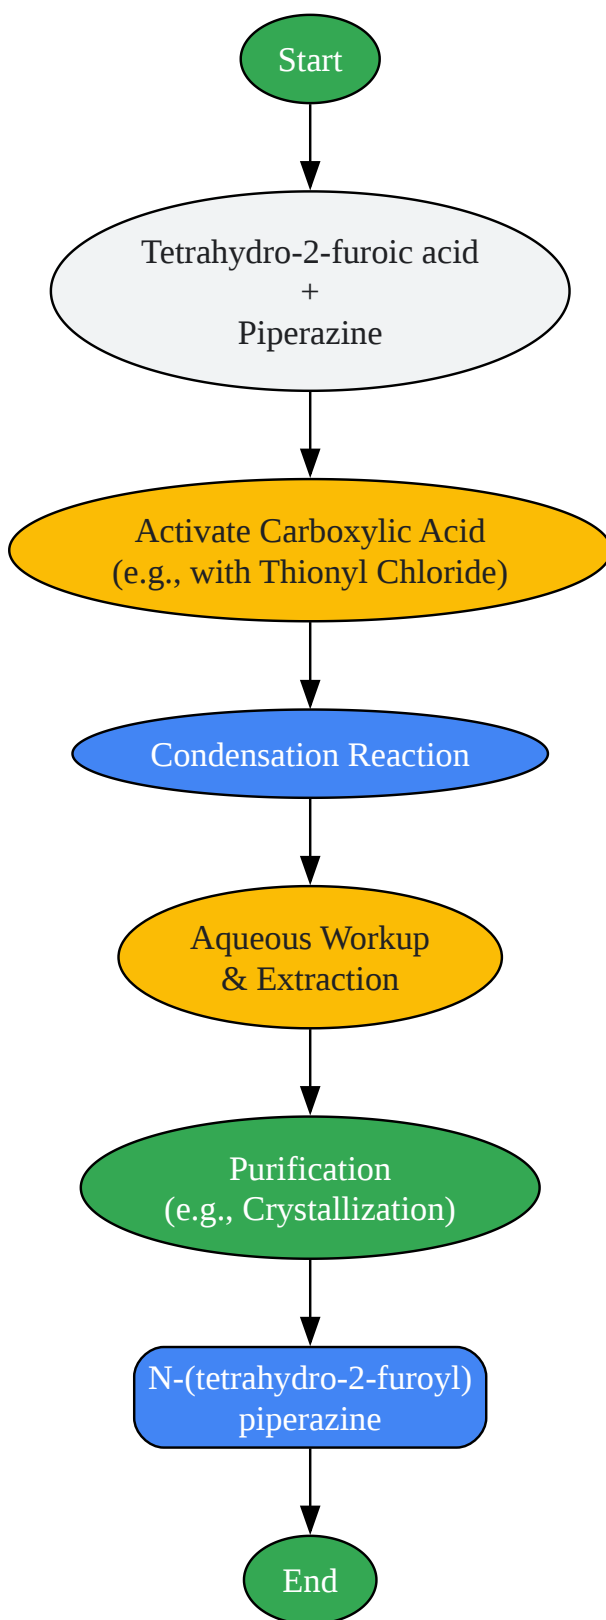 Start
Tetrahydro-2-furoic acid
+
Piperazine
Activate Carboxylic Acid
(e.g., with Thionyl Chloride)
Condensation Reaction
Aqueous Workup
& Extraction
Purification
(e.g., Crystallization)
N-(tetrahydro-2-furoyl)
piperazine
End